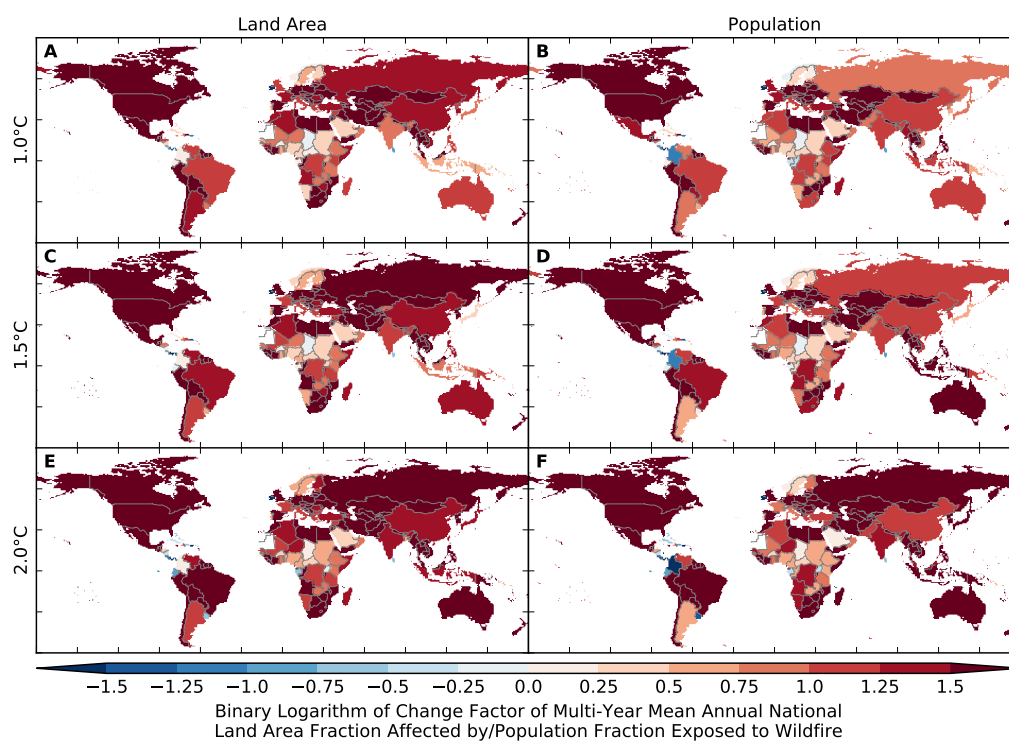 Land Area
Population
A
B
1.0°C
C
D
1.5°C
E
F
2.0°C
−1.5 −1.25 −1.0 −0.75 −0.5 −0.25 0.0 0.25 0.5 0.75 1.0 1.25 1.5
Binary Logarithm of Change Factor of Multi-Year Mean Annual National
Land Area Fraction Affected by/Population Fraction Exposed to Wildfire